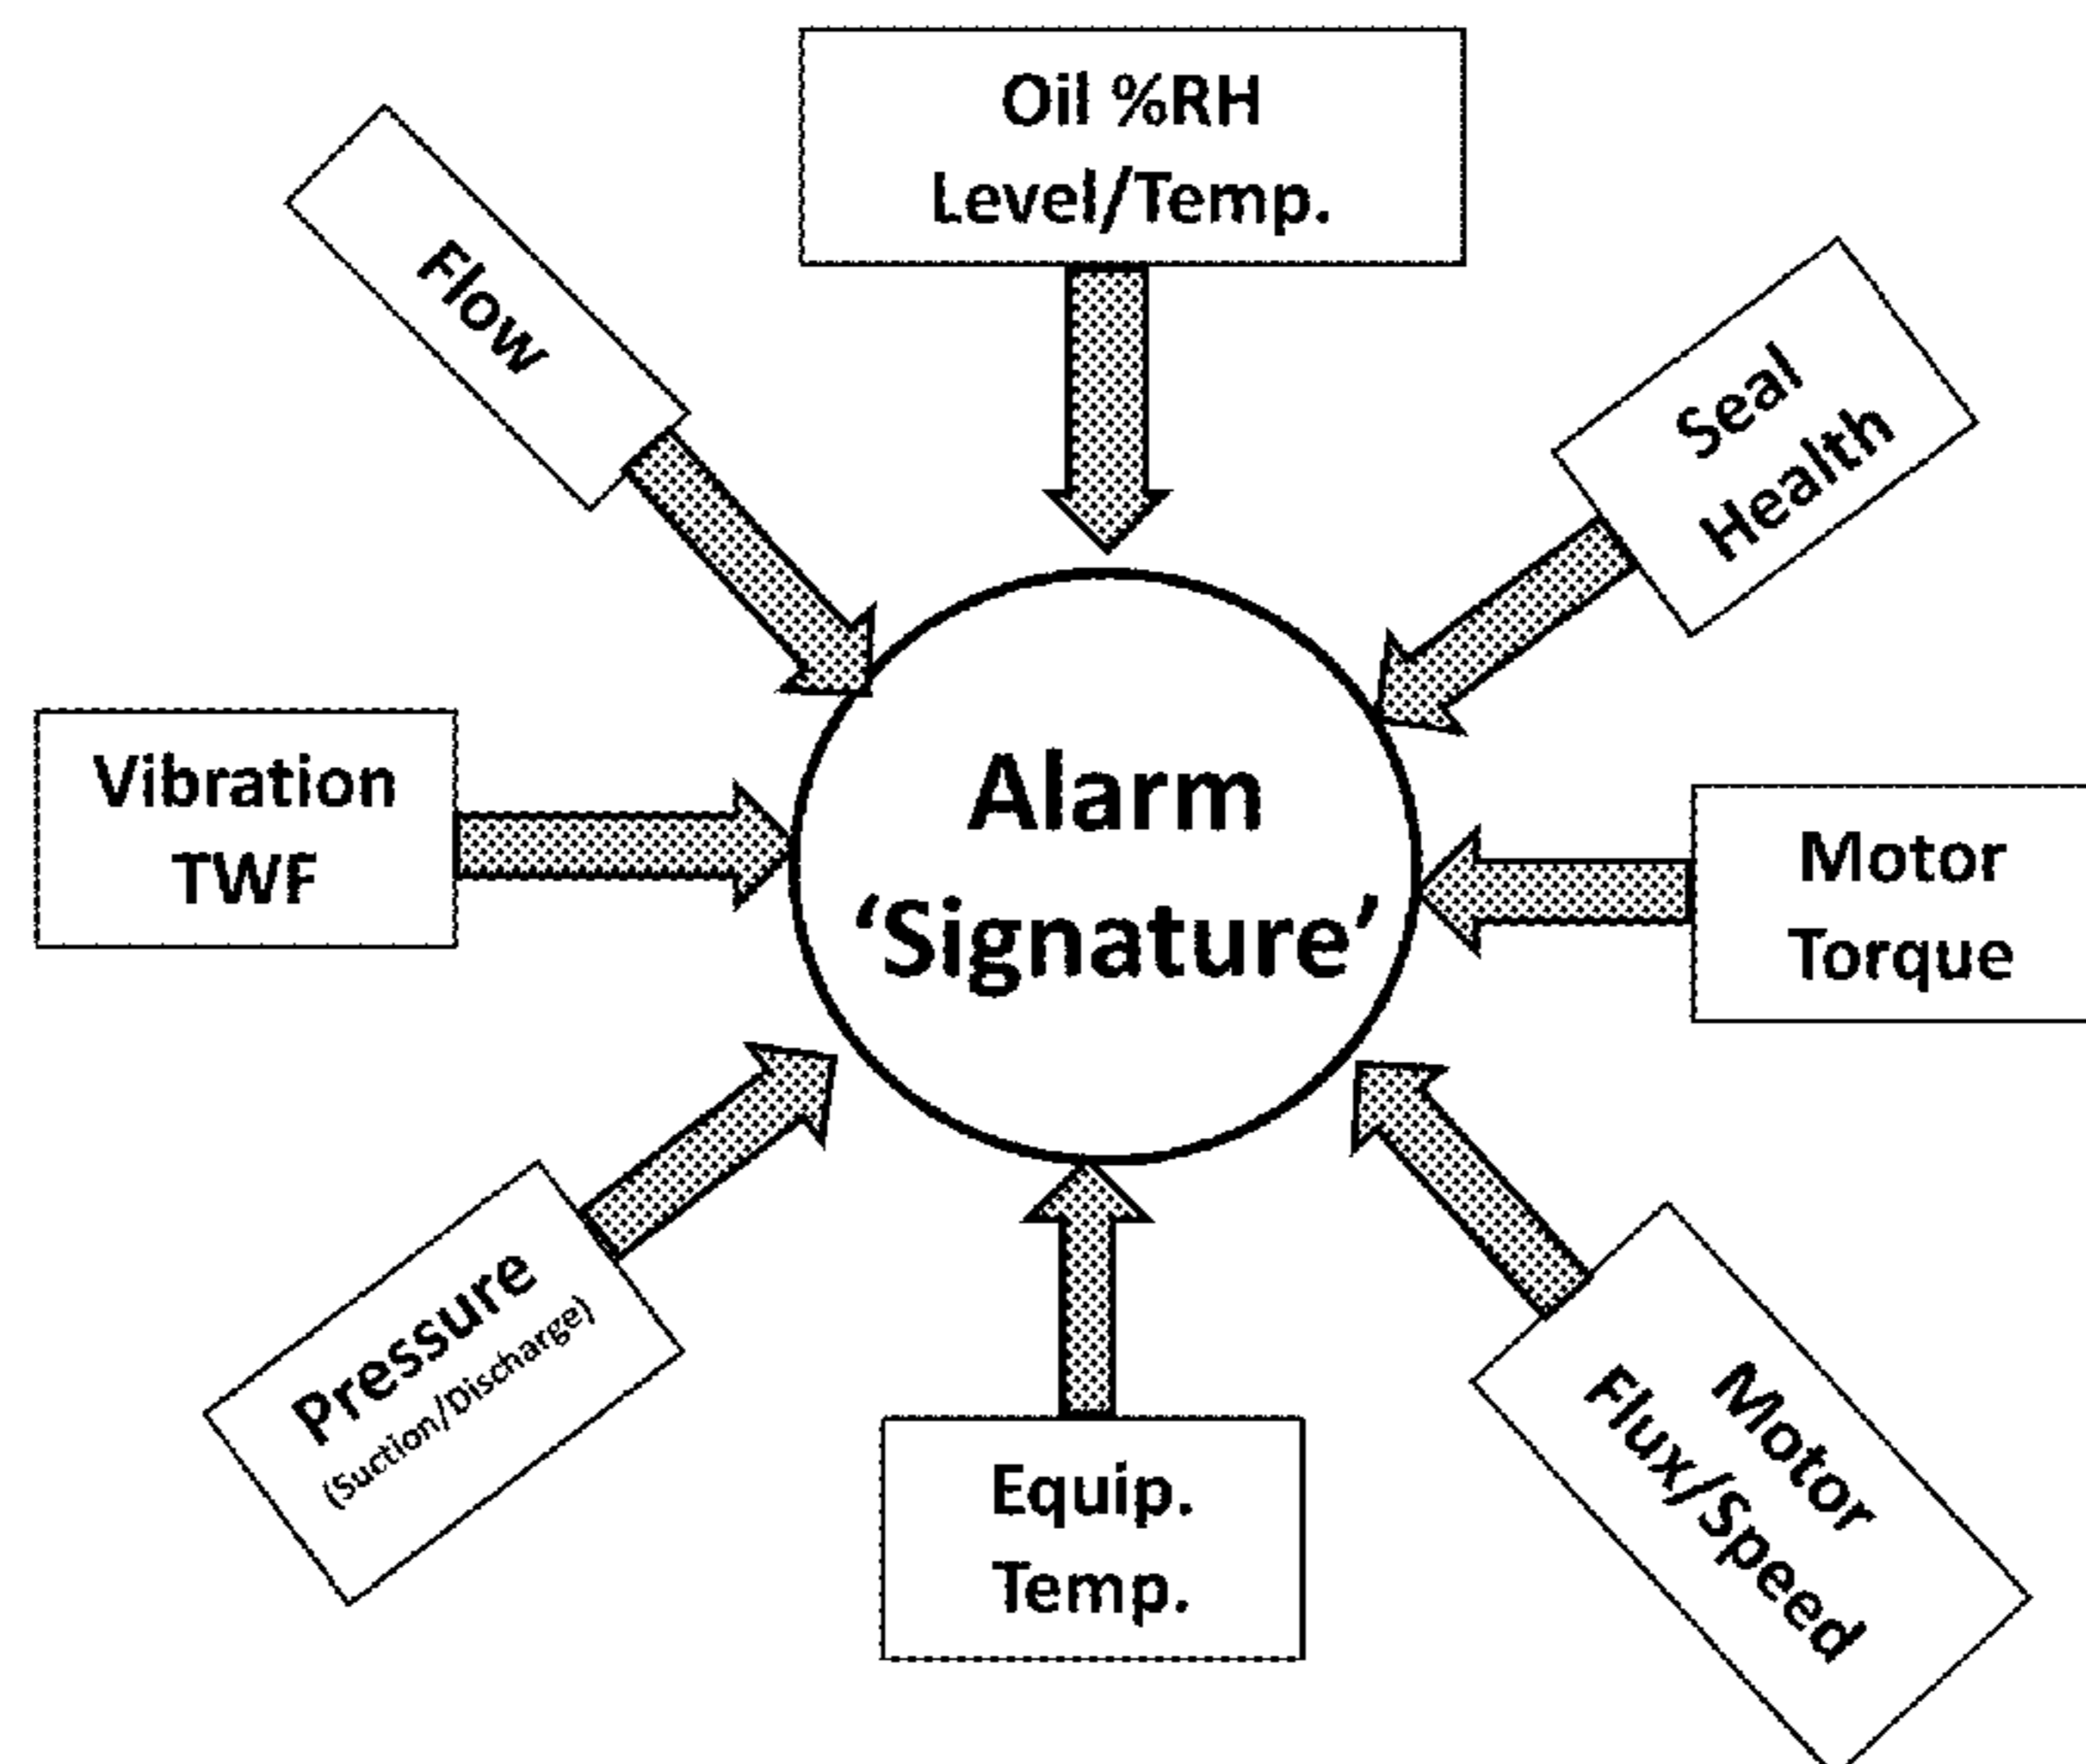 Oil %RH
Level/Temp.
Flow
Seal
Health
Vibration
TWF
Alarm
‘Signature’
Motor
Torque
Pressure
(Suction/Discharge)
Equip.
Temp.
Motor
Flux/Speed